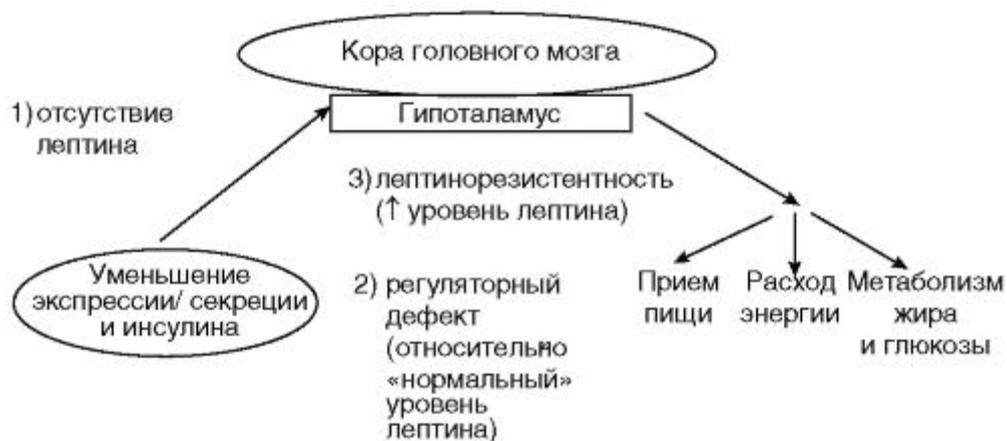 Кора головного мозга
Гипоталамус
1) отсутствие
лептина
3) лептинорезистентность
(↑ уровень лептина)
Уменьшение
экспрессии/ секреции
и инсулина
2) регуляторный
дефект
(относительно
«нормальный»
уровень
лептина)
Прием
пищи
Расход
энергии
Метаболизм
жира
и глюкозы